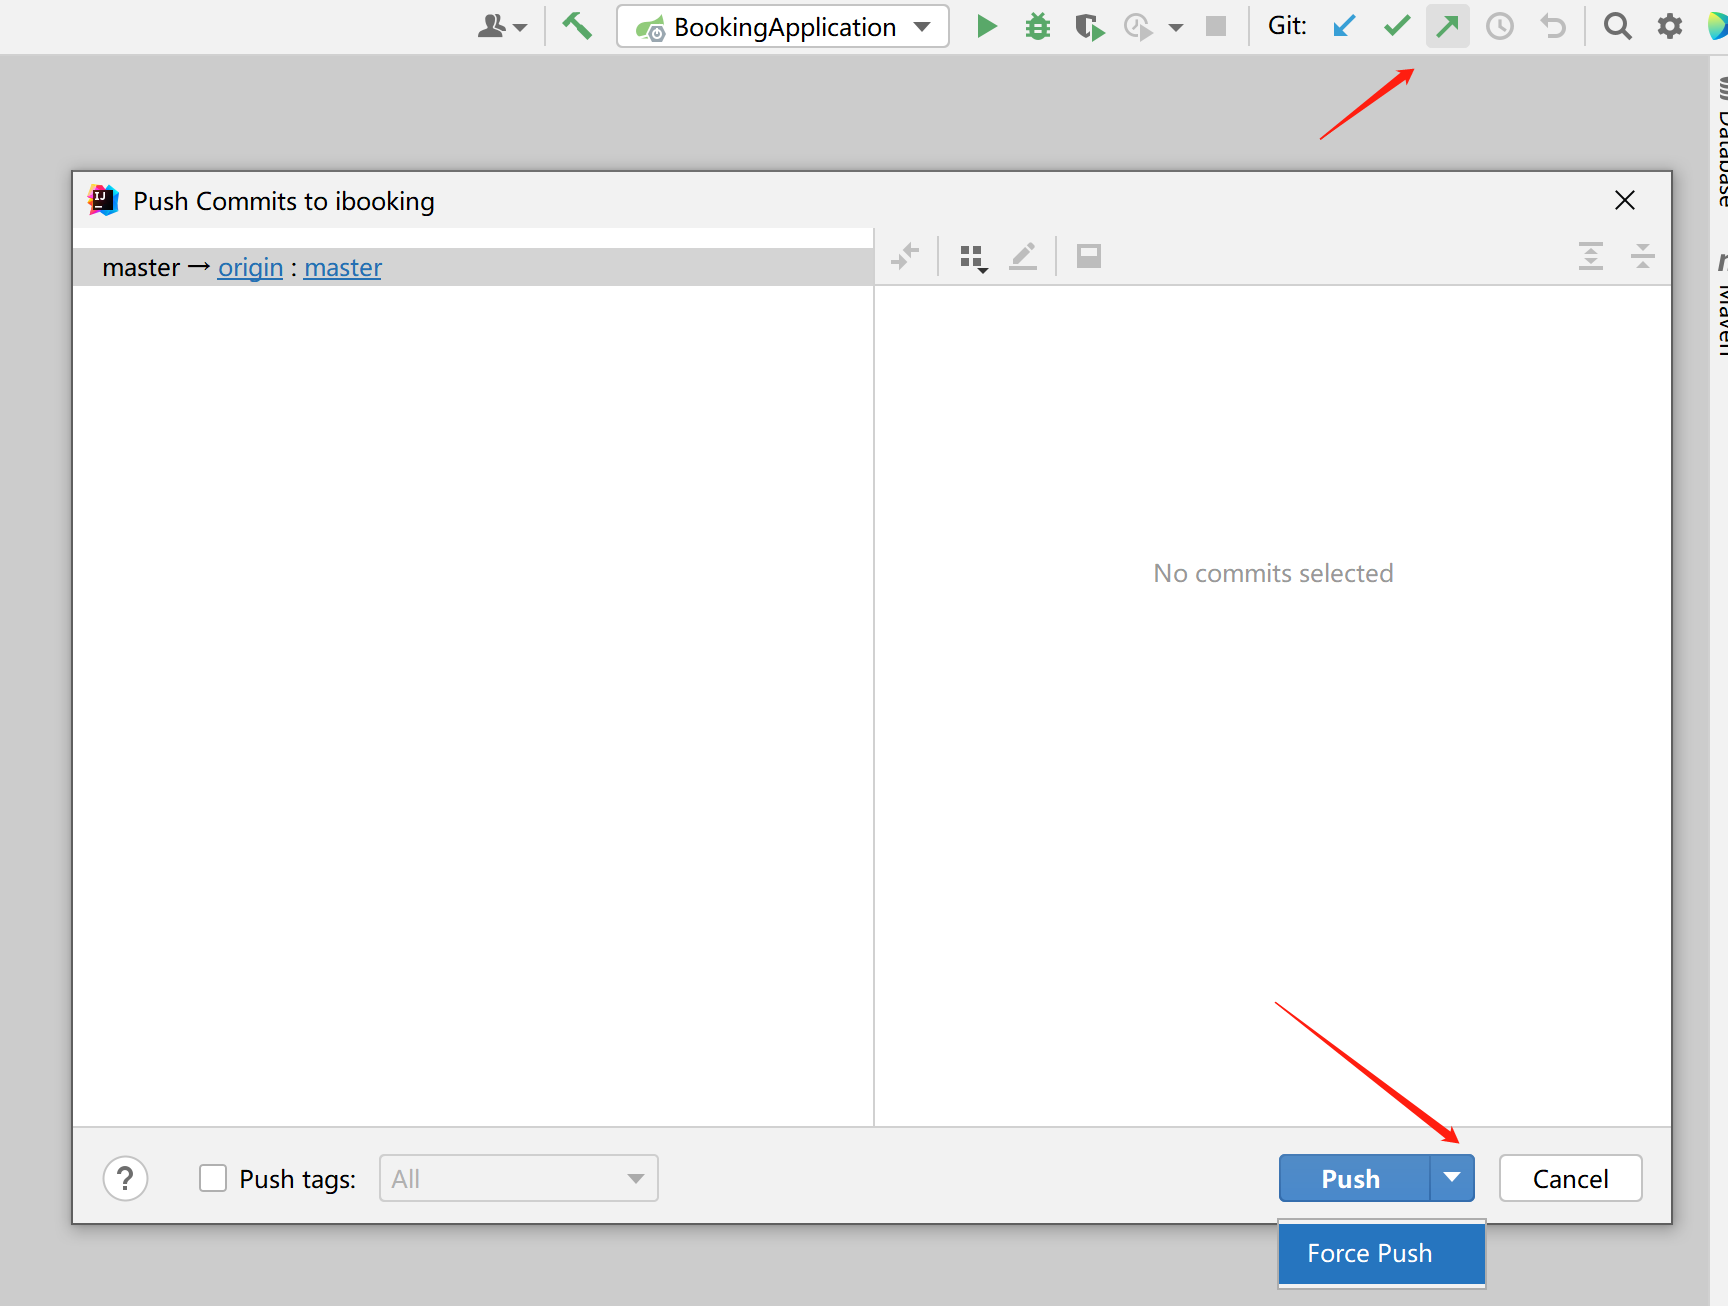 BookingApplication
Git:
Database
Maven
Push Commits to ibooking
master → origin : master
No commits selected
? Push tags: All
Push
Cancel
Force Push